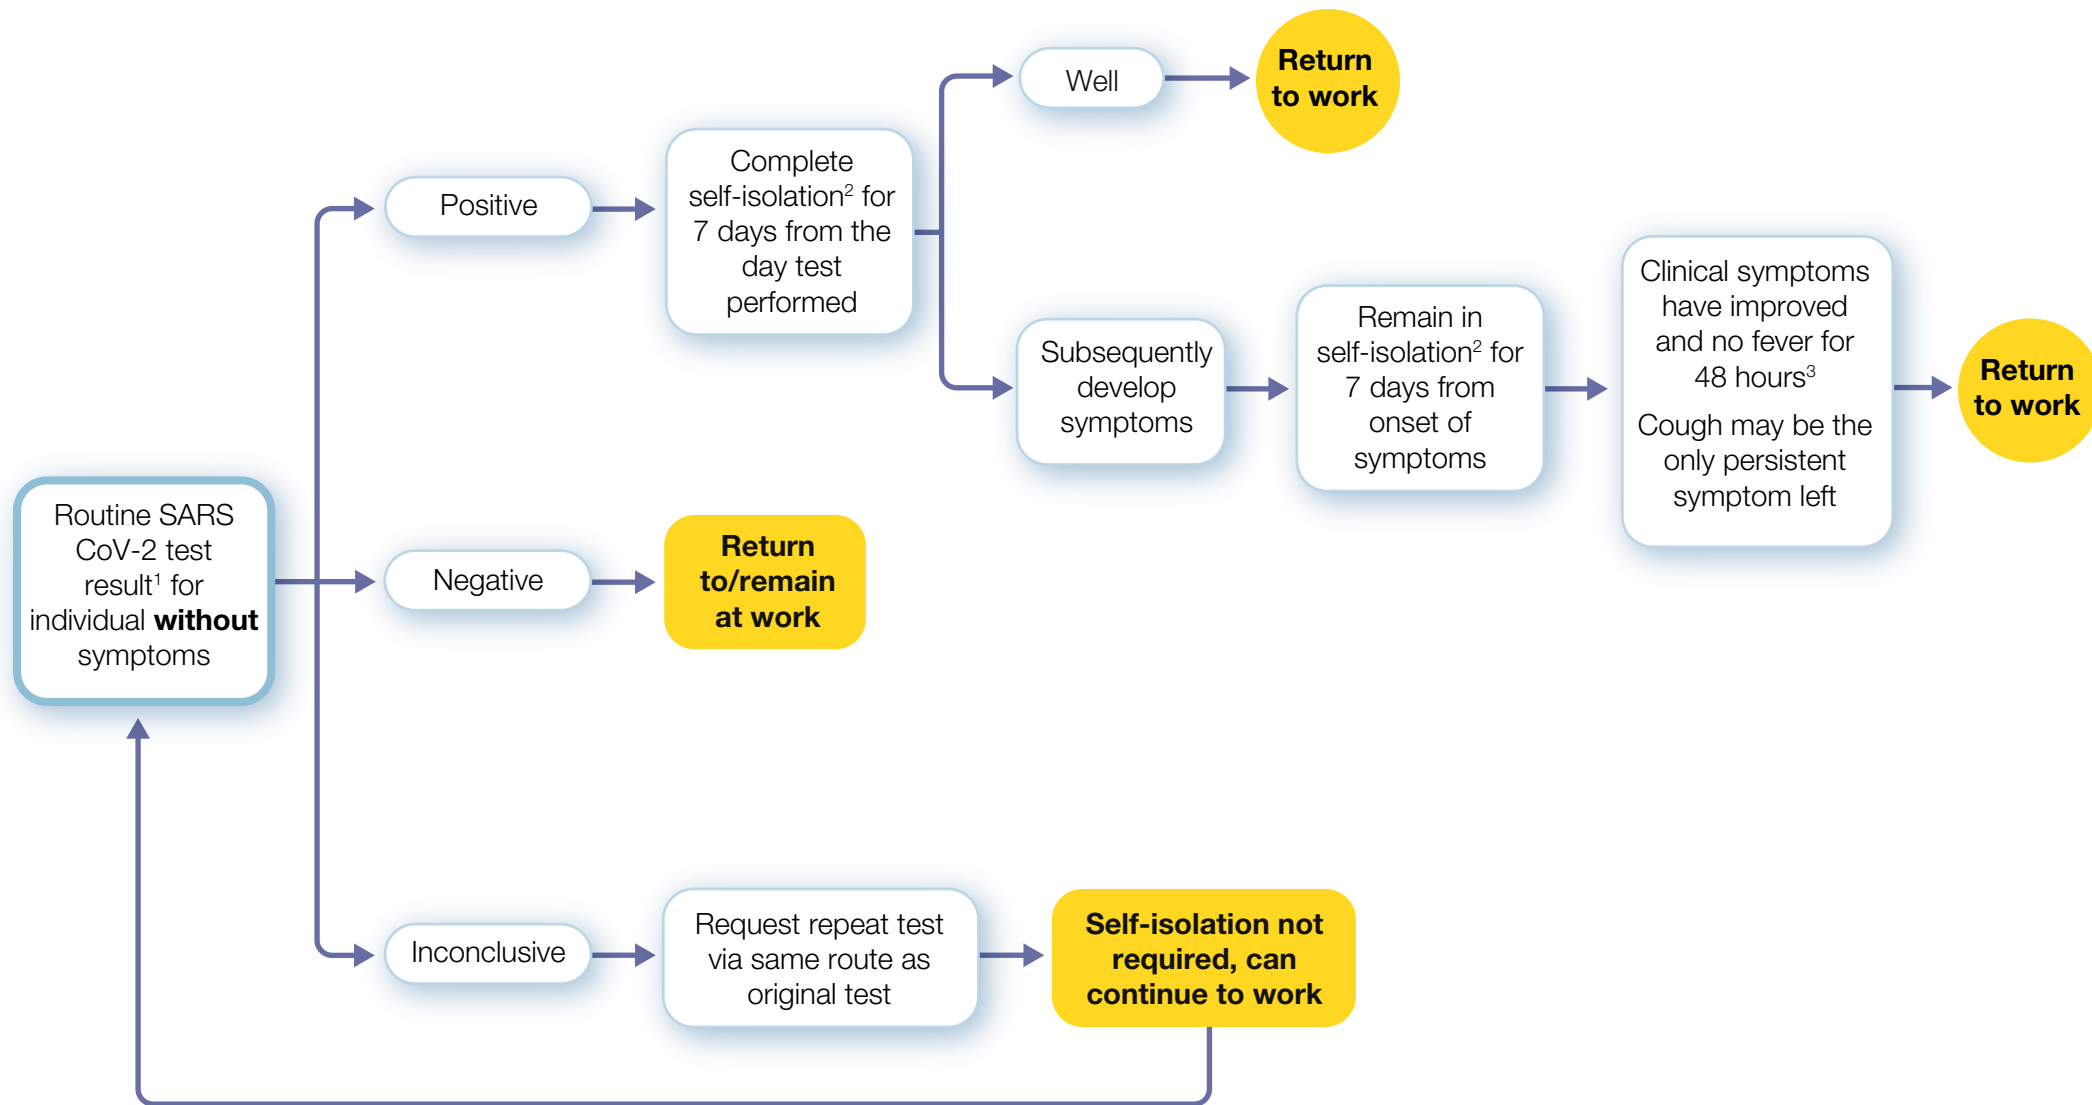 Routine SARS
CoV-2 test
result¹ for
individual without
symptoms
Positive
Complete
self-isolation² for
7 days from the
day test
performed
Well
Return
to work
Subsequently
develop
symptoms
Remain in
self-isolation² for
7 days from
onset of
symptoms
Clinical symptoms
have improved
and no fever for
48 hours³
Cough may be the
only persistent
symptom left
Return
to work
Negative
Return
to/remain
at work
Inconclusive
Request repeat test
via same route as
original test
Self-isolation not
required, can
continue to work